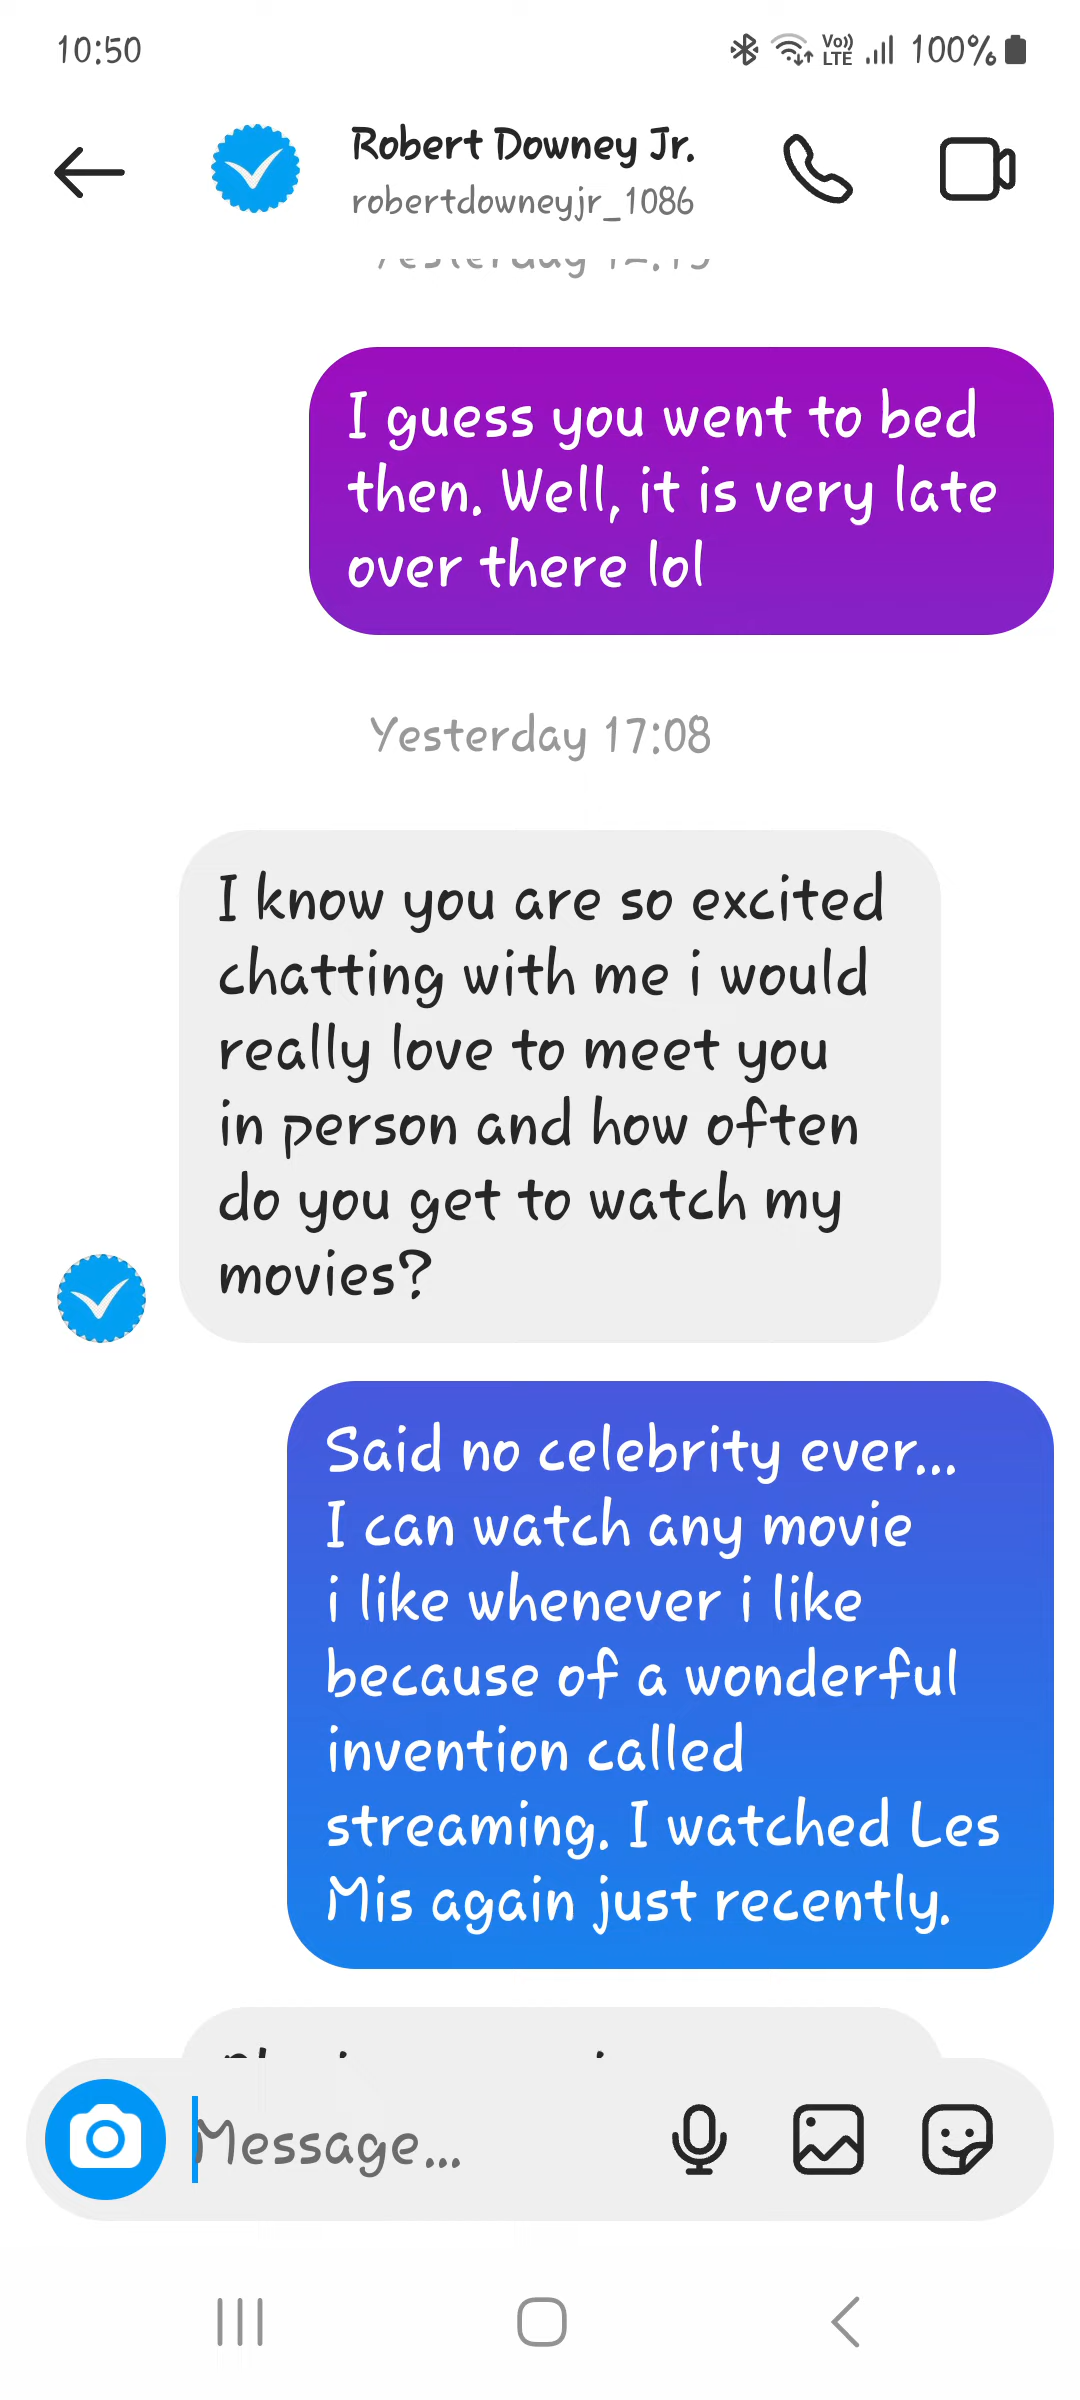 10:50
Vo)) LTE 100%
Robert Downey Jr.
robertdowneyjr_1086
Yesterday
I guess you went to bed
then. Well, it is very late
over there lol
Yesterday 17:08
I know you are so excited
chatting with me i would
really love to meet you
in person and how often
do you get to watch my
movies?
Said no celebrity ever...
I can watch any movie
i like whenever i like
because of a wonderful
invention called
streaming. I watched Les
Mis again just recently.
Message...